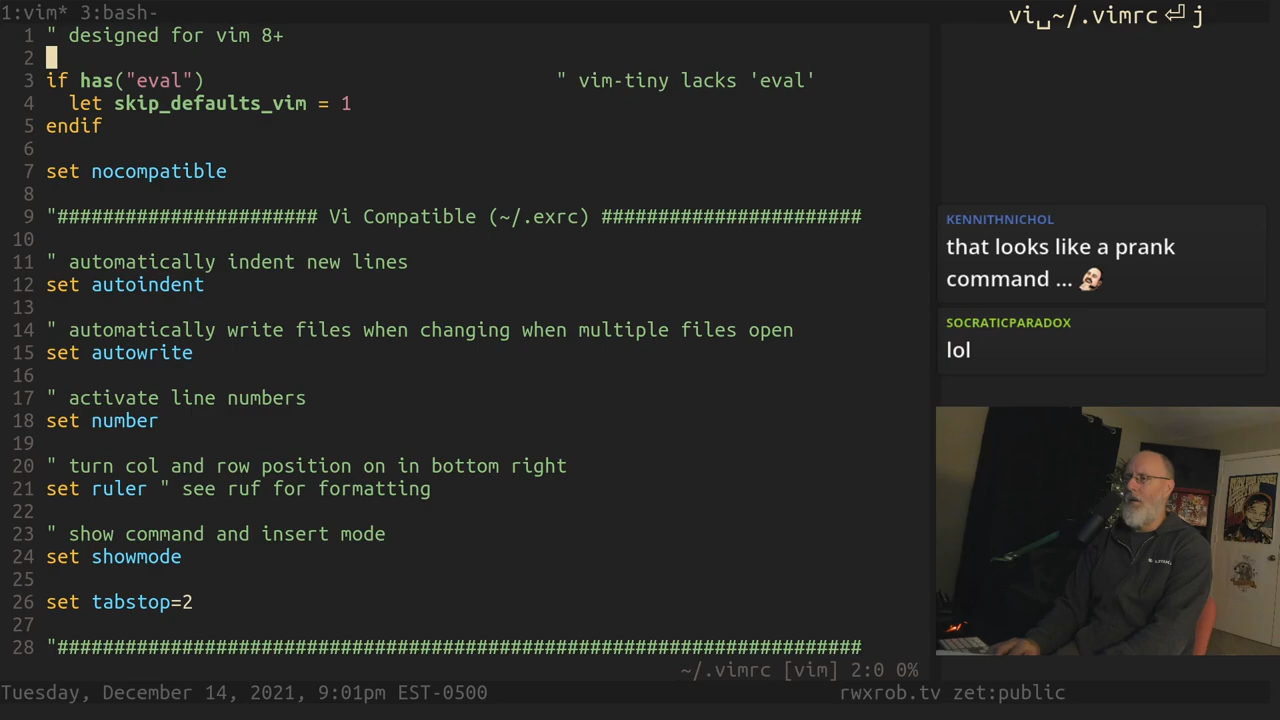 1:vim* 3:bash-
vi␣~/.vimrc⏎j
1 " designed for vim 8+
2
3 if has("eval") " vim-tiny lacks 'eval'
4 let skip_defaults_vim = 1
5 endif
6
7 set nocompatible
8
9 "####################### Vi Compatible (~/.exrc) #######################
10
11 " automatically indent new lines
12 set autoindent
13
14 " automatically write files when changing when multiple files open
15 set autowrite
16
17 " activate line numbers
18 set number
19
20 " turn col and row position on in bottom right
21 set ruler " see ruf for formatting
22
23 " show command and insert mode
24 set showmode
25
26 set tabstop=2
27
28 "#######################################################################
~/.vimrc [vim] 2:0 0%
Tuesday, December 14, 2021, 9:01pm EST-0500 rwxrob.tv zet:public
KENNITHNICHOL
that looks like a prank
command ...
SOCRATICPARADOX
lol